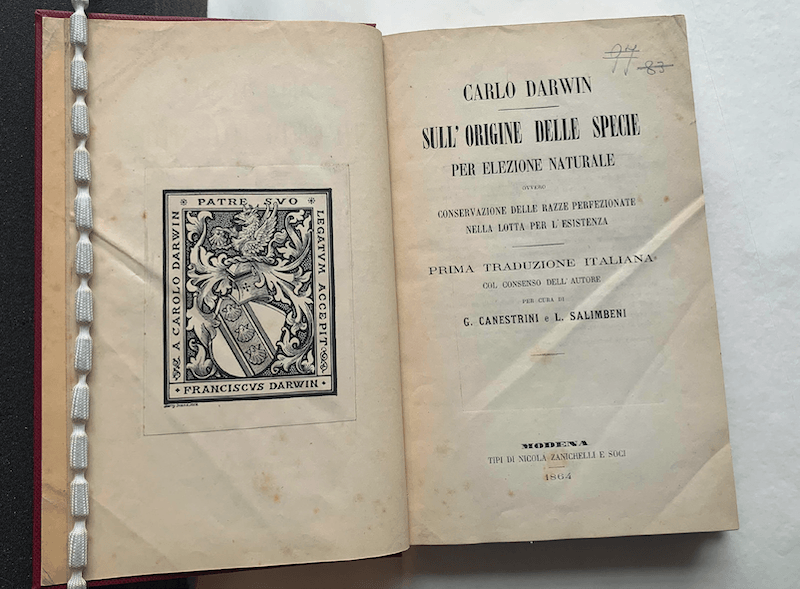 PATRE SVO
A CAROLO DARWIN
LEGATVM ACCEPIT
FRANCISCVS DARWIN
77
83
CARLO DARWIN
SULL' ORIGINE DELLE SPECIE
PER ELEZIONE NATURALE
OVVERO
CONSERVAZIONE DELLE RAZZE PERFEZIONATE
NELLA LOTTA PER L'ESISTENZA
PRIMA TRADUZIONE ITALIANA
COL CONSENSO DELL'AUTORE
PER CURA DI
G. CANESTRINI e L. SALIMBENI
MODENA
TIPI DI NICOLA ZANICHELLI E SOCI
1864